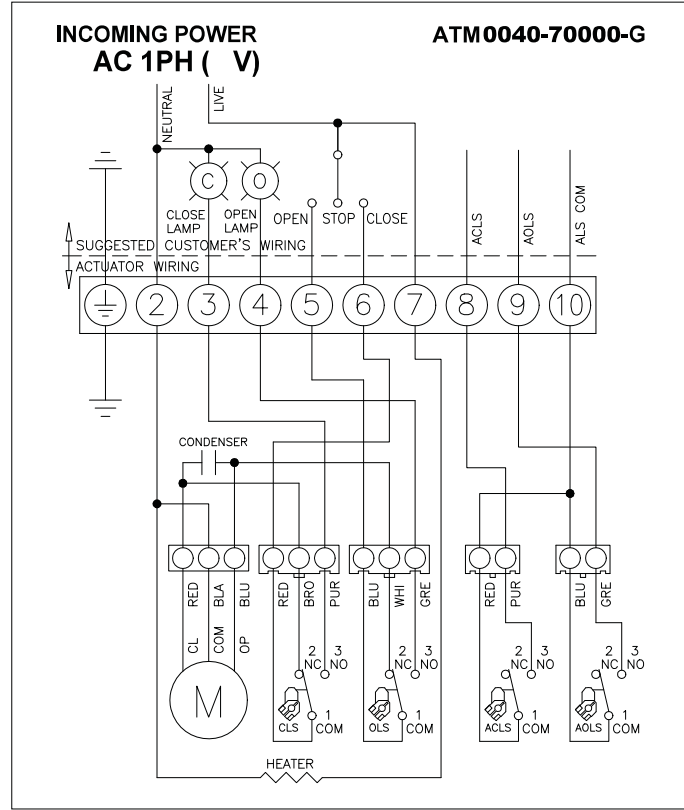 INCOMING POWER
AC 1PH ( V)
ATM0040-70000-G
NEUTRAL
LIVE
C
O
CLOSE
LAMP
OPEN
LAMP
OPEN
STOP
CLOSE
ACLS
AOLS
ALS COM
SUGGESTED CUSTOMER'S WIRING
ACTUATOR WIRING
2 3 4 5 6 7 8 9 10
CONDENSER
RED BLA BLU
RED BRO PUR
BLU WHI GRE
RED PUR
BLU GRE
CL COM OP
M
2 3
NC NO
1
COM
CLS
2 3
NC NO
1
COM
OLS
2 3
NC NO
1
COM
ACLS
2 3
NC NO
1
COM
AOLS
HEATER